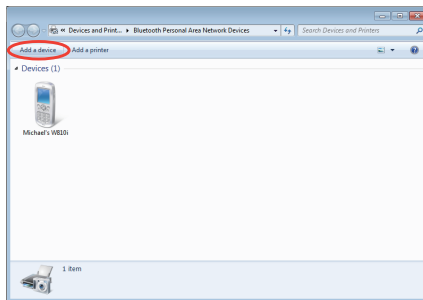 « Devices and Print... ▸ Bluetooth Personal Area Network Devices
Search Devices and Printers
Add a device
Add a printer
Devices (1)
Michael's W810i
1 item